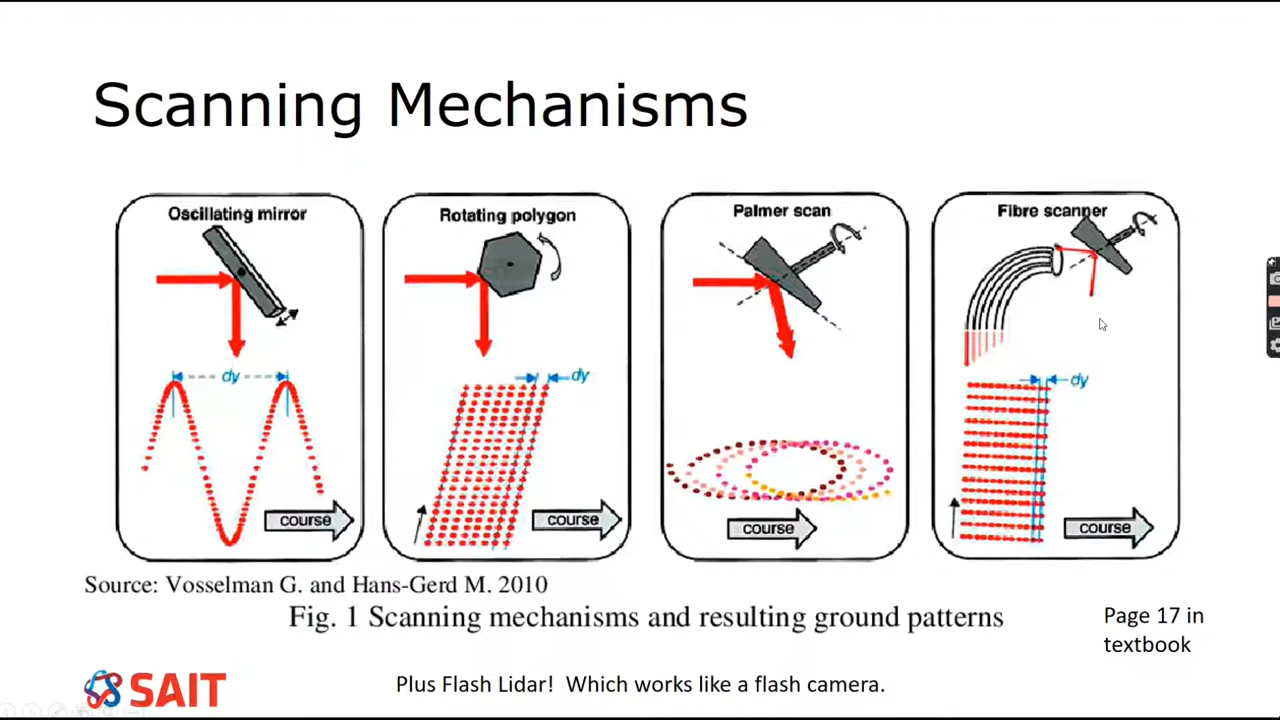 Scanning Mechanisms
Oscillating mirror
dy
course
Rotating polygon
dy
course
Palmer scan
course
Fibre scanner
dy
course
Source: Vosselman G. and Hans-Gerd M. 2010
Fig. 1 Scanning mechanisms and resulting ground patterns
Page 17 in
textbook
SAIT
Plus Flash Lidar! Which works like a flash camera.